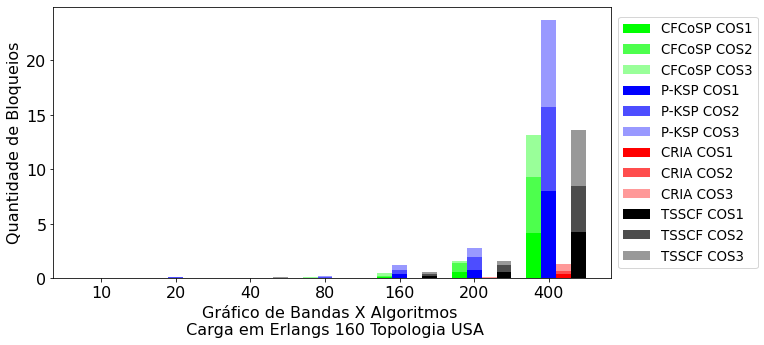 Quantidade de Bloqueios
20
15
10
5
0
10 20 40 80 160 200 400
Gráfico de Bandas X Algoritmos
Carga em Erlangs 160 Topologia USA
CFCoSP COS1
CFCoSP COS2
CFCoSP COS3
P-KSP COS1
P-KSP COS2
P-KSP COS3
CRIA COS1
CRIA COS2
CRIA COS3
TSSCF COS1
TSSCF COS2
TSSCF COS3